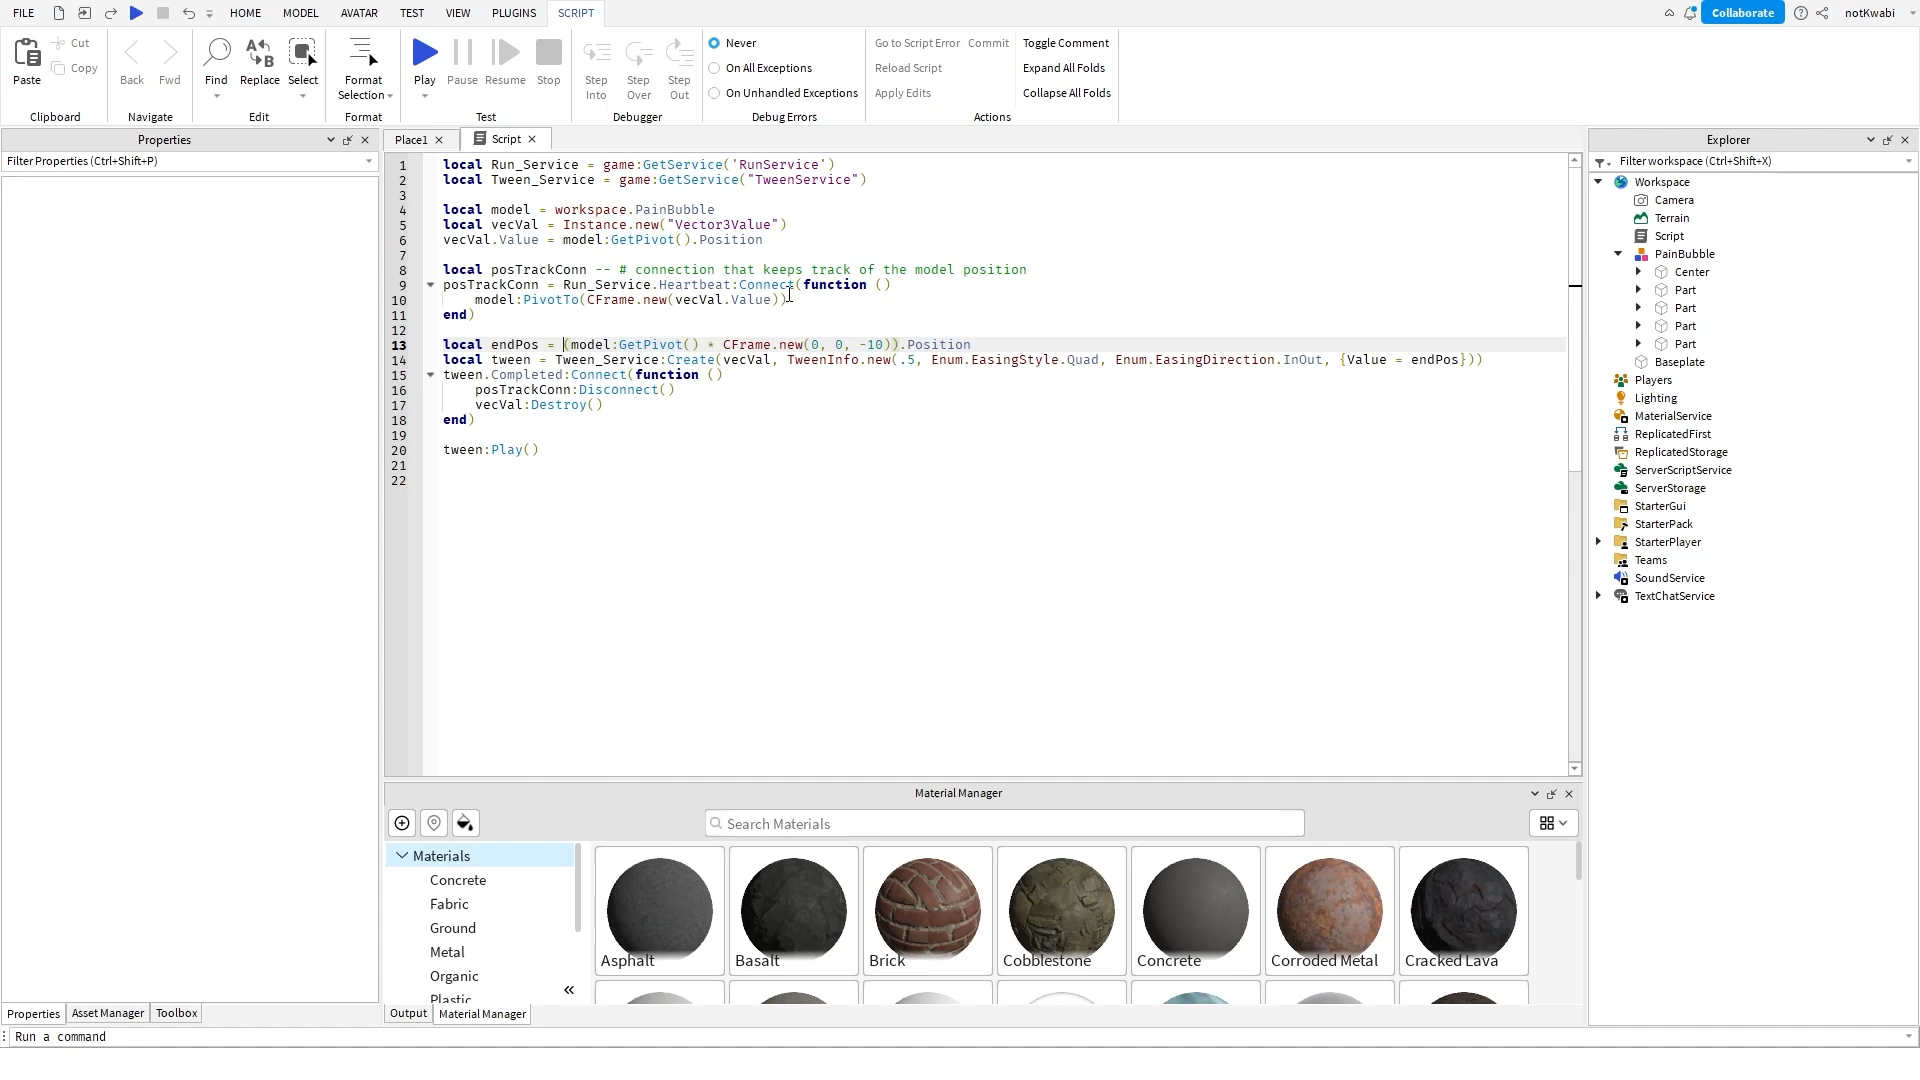 FILE HOME MODEL AVATAR TEST VIEW PLUGINS SCRIPT Collaborate notKwabi
Paste
Cut
Copy
Clipboard
Back Fwd
Navigate
Find Replace Select
Edit
Format
Selection
Format
Play Pause Resume Stop
Test
Step Into
Step Over
Step Out
Debugger
Never
On All Exceptions
On Unhandled Exceptions
Debug Errors
Go to Script Error Commit
Reload Script
Apply Edits
Toggle Comment
Expand All Folds
Collapse All Folds
Actions
Properties
Filter Properties (Ctrl+Shift+P)
Place1 Script
1 local Run_Service = game:GetService('RunService')
2 local Tween_Service = game:GetService("TweenService")
3
4 local model = workspace.PainBubble
5 local vecVal = Instance.new("Vector3Value")
6 vecVal.Value = model:GetPivot().Position
7
8 local posTrackConn -- # connection that keeps track of the model position
9 posTrackConn = Run_Service.Heartbeat:Connect(function ()
10 model:PivotTo(CFrame.new(vecVal.Value))
11 end)
12
13 local endPos = (model:GetPivot() * CFrame.new(0, 0, -10)).Position
14 local tween = Tween_Service:Create(vecVal, TweenInfo.new(.5, Enum.EasingStyle.Quad, Enum.EasingDirection.InOut, {Value = endPos}))
15 tween.Completed:Connect(function ()
16 posTrackConn:Disconnect()
17 vecVal:Destroy()
18 end)
19
20 tween:Play()
21
22
Explorer
Filter workspace (Ctrl+Shift+X)
Workspace
Camera
Terrain
Script
PainBubble
Center
Part
Part
Part
Part
Baseplate
Players
Lighting
MaterialService
ReplicatedFirst
ReplicatedStorage
ServerScriptService
ServerStorage
StarterGui
StarterPack
StarterPlayer
Teams
SoundService
TextChatService
Material Manager
Search Materials
Materials
Concrete
Fabric
Ground
Metal
Organic
Plastic
Asphalt Basalt Brick Cobblestone Concrete Corroded Metal Cracked Lava
Properties Asset Manager Toolbox
Output Material Manager
Run a command